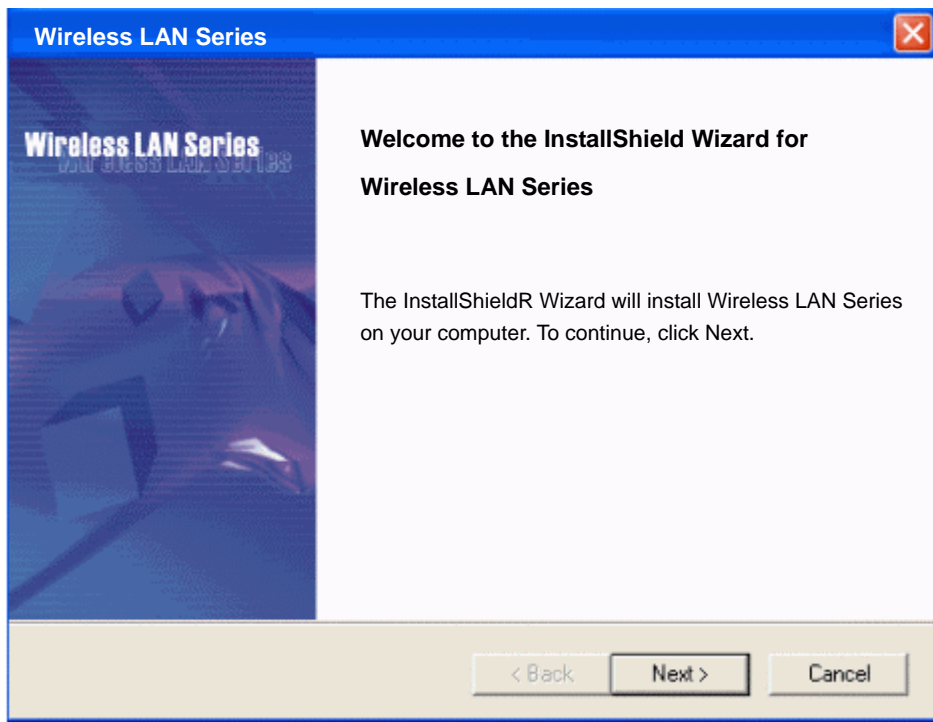 Wireless LAN Series
Wireless LAN Series
Welcome to the InstallShield Wizard for
Wireless LAN Series
The InstallShieldR Wizard will install Wireless LAN Series
on your computer. To continue, click Next.
< Back
Next >
Cancel